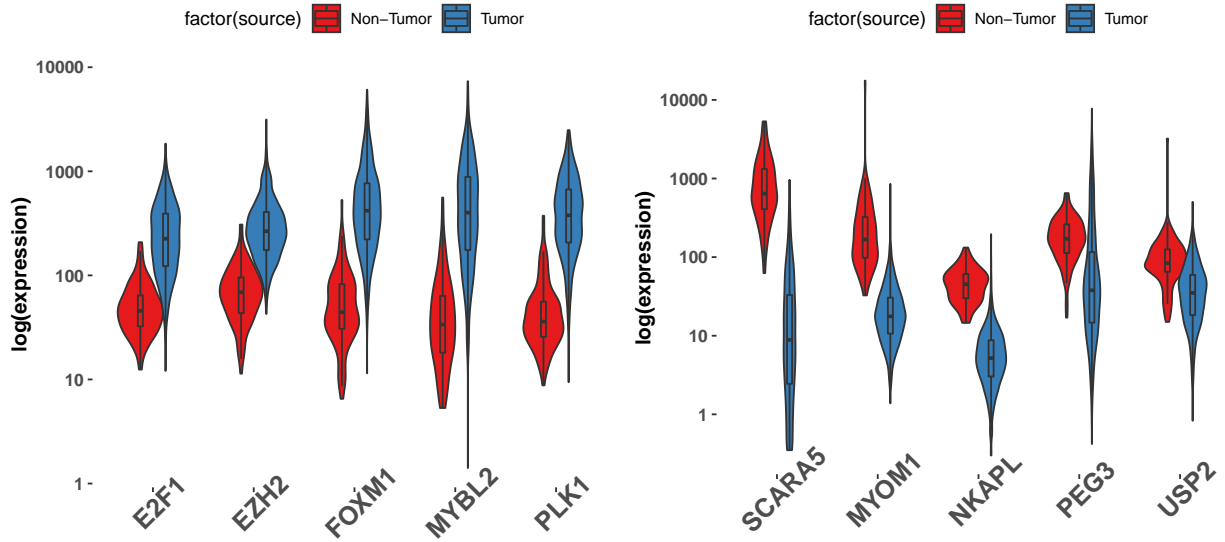 factor(source) Non−Tumor Tumor
log(expression)
10000
1000
100
10
1
E2F1 EZH2 FOXM1 MYBL2 PLK1
factor(source) Non−Tumor Tumor
log(expression)
10000
1000
100
10
1
SCARA5 MYOM1 NKAPL PEG3 USP2